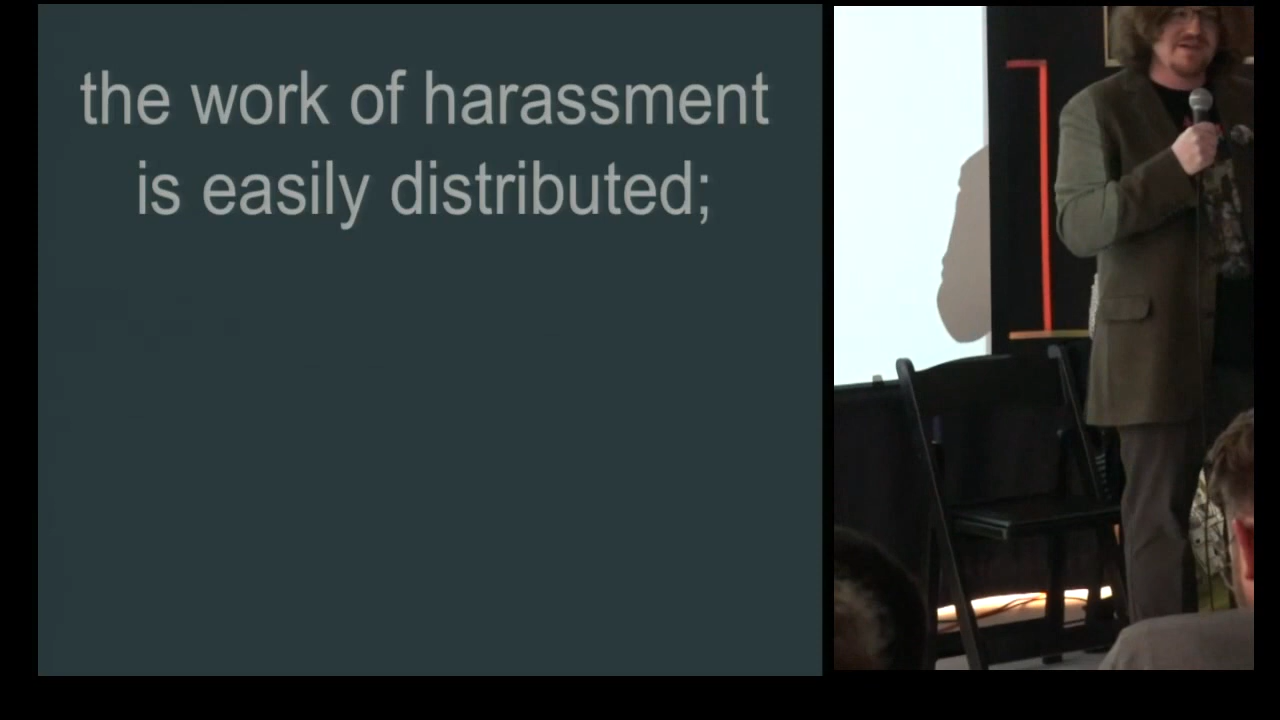 the work of harassment
is easily distributed;